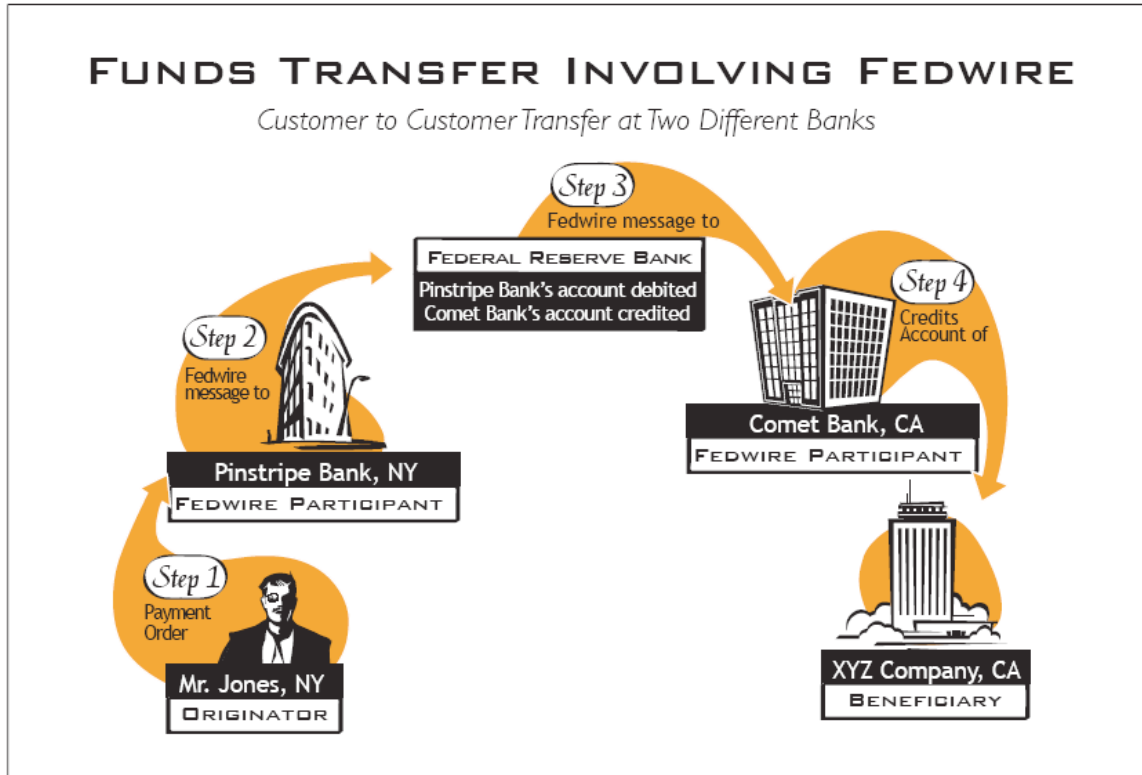 FUNDS TRANSFER INVOLVING FEDWIRE
Customer to Customer Transfer at Two Different Banks
Step 1
Payment
Order
Mr. Jones, NY
ORIGINATOR
Step 2
Fedwire
message to
Pinstripe Bank, NY
FEDWIRE PARTICIPANT
Step 3
Fedwire message to
FEDERAL RESERVE BANK
Pinstripe Bank's account debited
Comet Bank's account credited
Step 4
Credits
Account of
Comet Bank, CA
FEDWIRE PARTICIPANT
XYZ Company, CA
BENEFICIARY